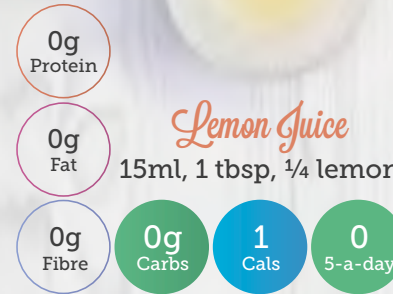 0g
Protein
Lemon Juice
0g
Fat
15ml, 1 tbsp, ¼ lemon
0g
Fibre
0g
Carbs
1
Cals
0
5-a-day